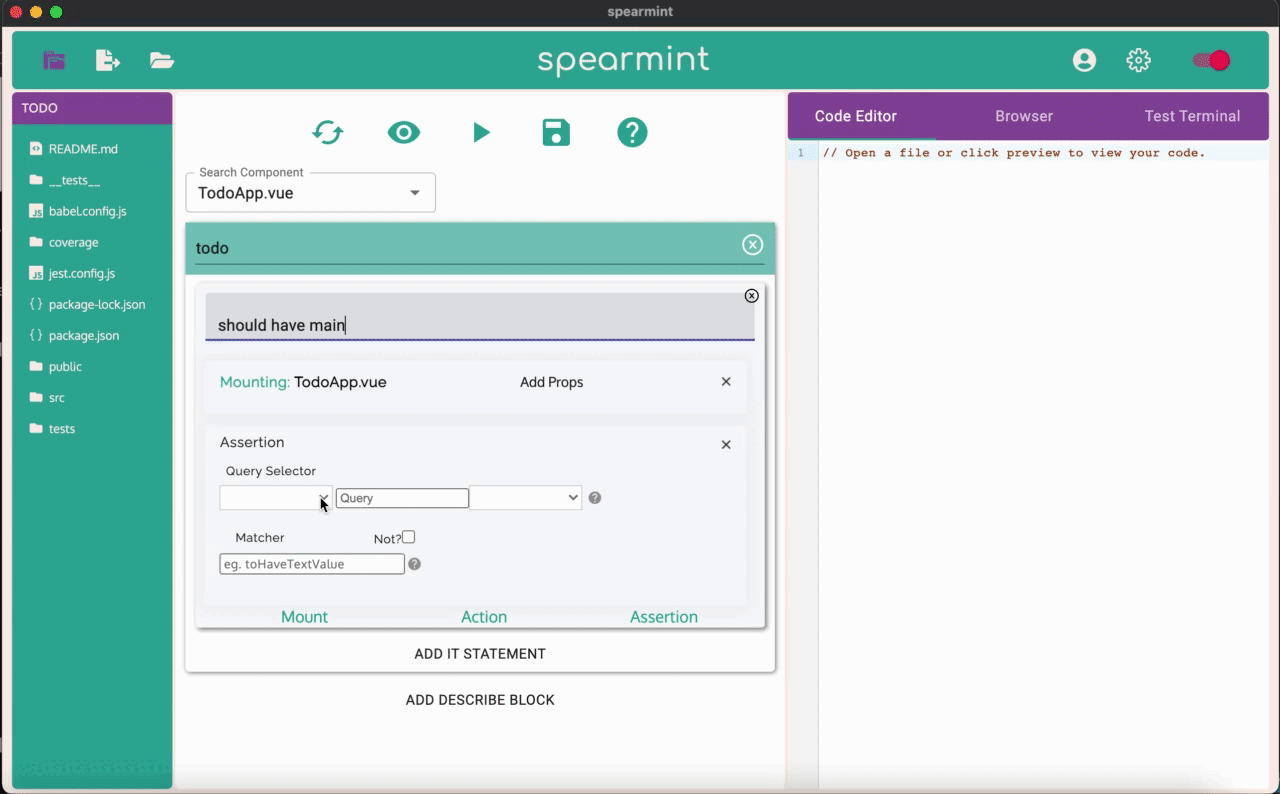 spearmint
spearmint
TODO
README.md
__tests__
babel.config.js
coverage
jest.config.js
package-lock.json
package.json
public
src
tests
Search Component
TodoApp.vue
todo
should have main
Mounting: TodoApp.vue Add Props
Assertion
Query Selector
Query
Matcher Not?
eg. toHaveTextValue
Mount Action Assertion
ADD IT STATEMENT
ADD DESCRIBE BLOCK
Code Editor Browser Test Terminal
1 // Open a file or click preview to view your code.